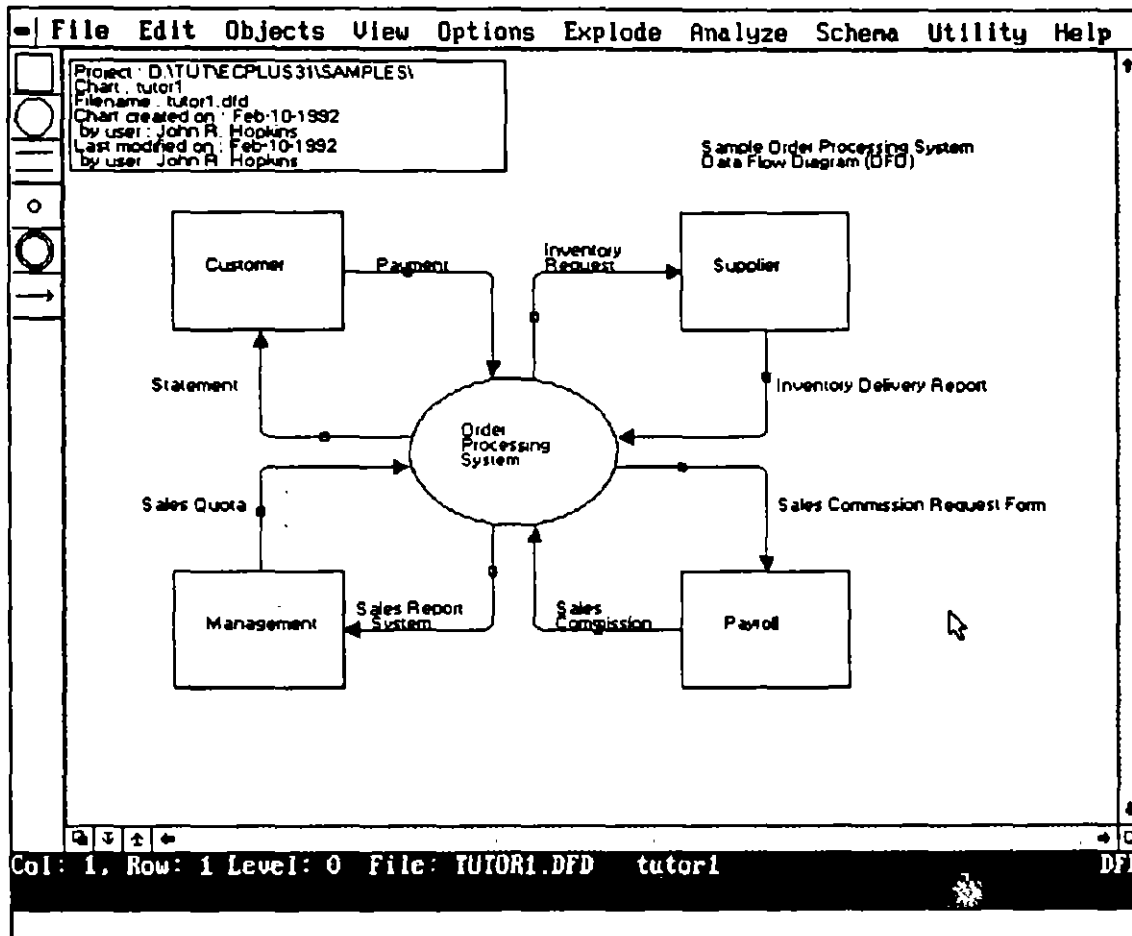 File Edit Objects View Options Explode Analyze Schema Utility Help
Project : D:\TUT\ECPLUS31\SAMPLES\
Chart : tutor1
Filename : tutor1.dfd
Chart created on : Feb-10-1992
by user : John R. Hopkins
Last modified on : Feb-10-1992
by user : John R. Hopkins
Sample Order Processing System
Data Flow Diagram (DFD)
Customer
Payment
Inventory
Request
Supplier
Statement
Inventory Delivery Report
Order
Processing
System
Sales Quota
Sales Commission Request Form
Management
Sales Report
System
Sales
Commission
Payroll
Col: 1, Row: 1 Level: 0 File: TUTOR1.DFD tutor1